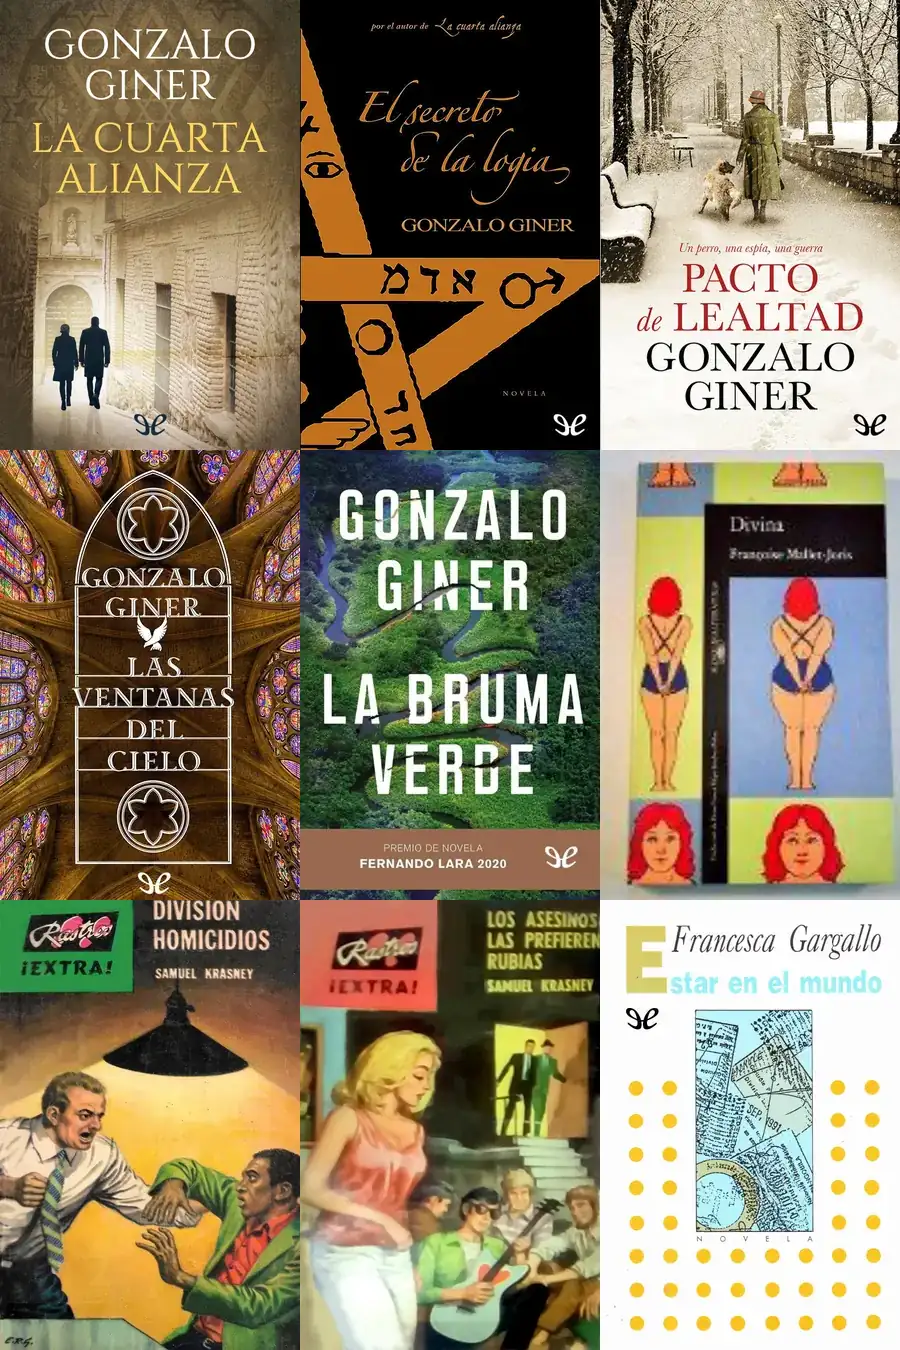 GONZALO
GINER
LA CUARTA
ALIANZA
por el autor de La cuarta alianza
El secreto
de la logia
GONZALO GINER
אדמ
NOVELA
Un perro, una espía, una guerra
PACTO
de LEALTAD
GONZALO
GINER
GONZALO
GINER
LAS
VENTANAS
DEL
CIELO
GONZALO
GINER
LA BRUMA
VERDE
PREMIO DE NOVELA
FERNANDO LARA 2020
Divina
Françoise Mallet-Joris
Rastros
¡EXTRA!
DIVISION
HOMICIDIOS
SAMUEL KRASNEY
Rastros
¡EXTRA!
LOS ASESINOS
LAS PREFIEREN
RUBIAS
SAMUEL KRASNEY
Francesca Gargallo
Estar en el mundo
SEP 1991
NOVELA